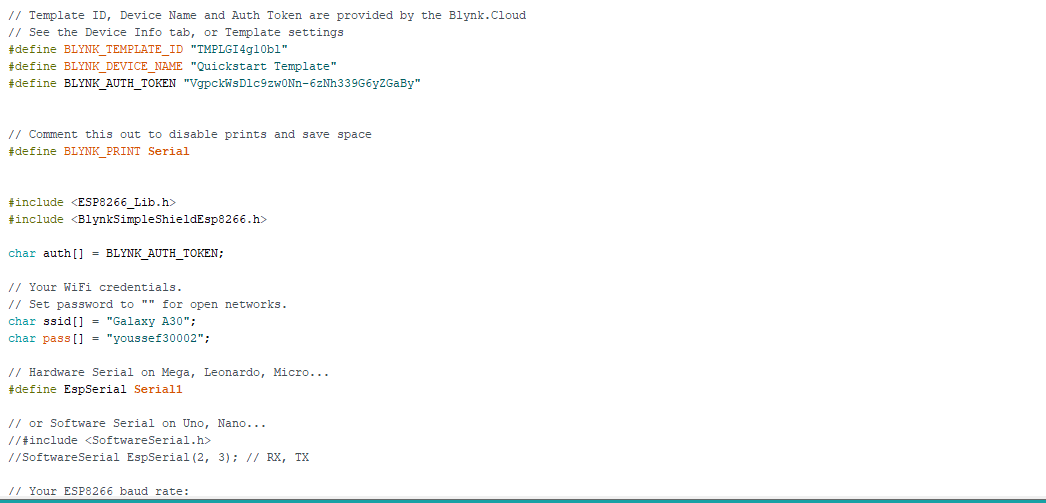 // Template ID, Device Name and Auth Token are provided by the Blynk.Cloud
// See the Device Info tab, or Template settings
#define BLYNK_TEMPLATE_ID "TMPLGI4gl0bl"
#define BLYNK_DEVICE_NAME "Quickstart Template"
#define BLYNK_AUTH_TOKEN "VgpckWsDlc9zw0Nn-6zNh339G6yZGaBy"
// Comment this out to disable prints and save space
#define BLYNK_PRINT Serial
#include <ESP8266_Lib.h>
#include <BlynkSimpleShieldEsp8266.h>
char auth[] = BLYNK_AUTH_TOKEN;
// Your WiFi credentials.
// Set password to "" for open networks.
char ssid[] = "Galaxy A30";
char pass[] = "youssef30002";
// Hardware Serial on Mega, Leonardo, Micro...
#define EspSerial Serial1
// or Software Serial on Uno, Nano...
//#include <SoftwareSerial.h>
//SoftwareSerial EspSerial(2, 3); // RX, TX
// Your ESP8266 baud rate: